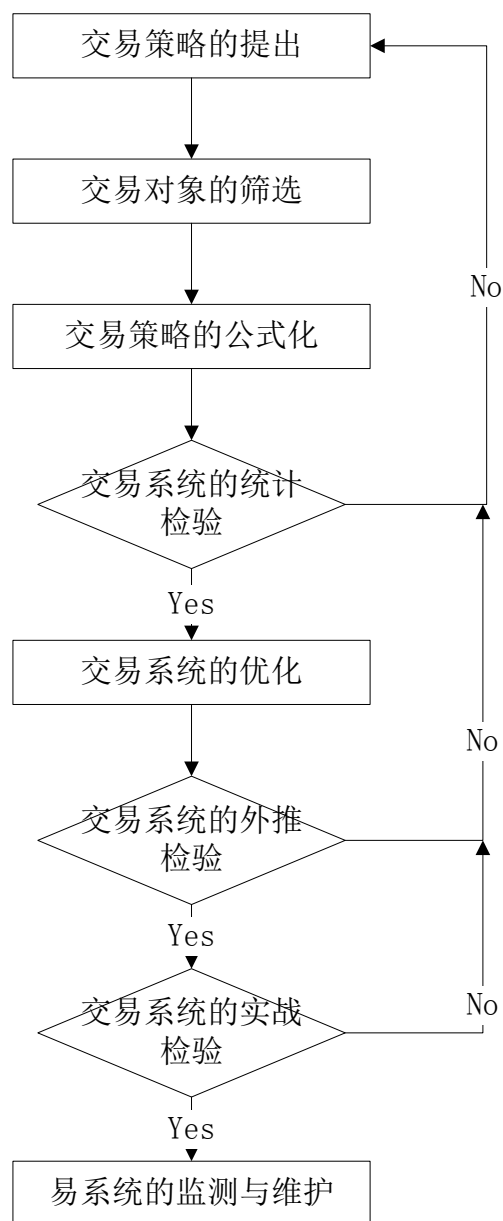 交易策略的提出
交易对象的筛选
No
交易策略的公式化
交易系统的统计
检验
Yes
交易系统的优化
No
交易系统的外推
检验
Yes
No
交易系统的实战
检验
Yes
易系统的监测与维护